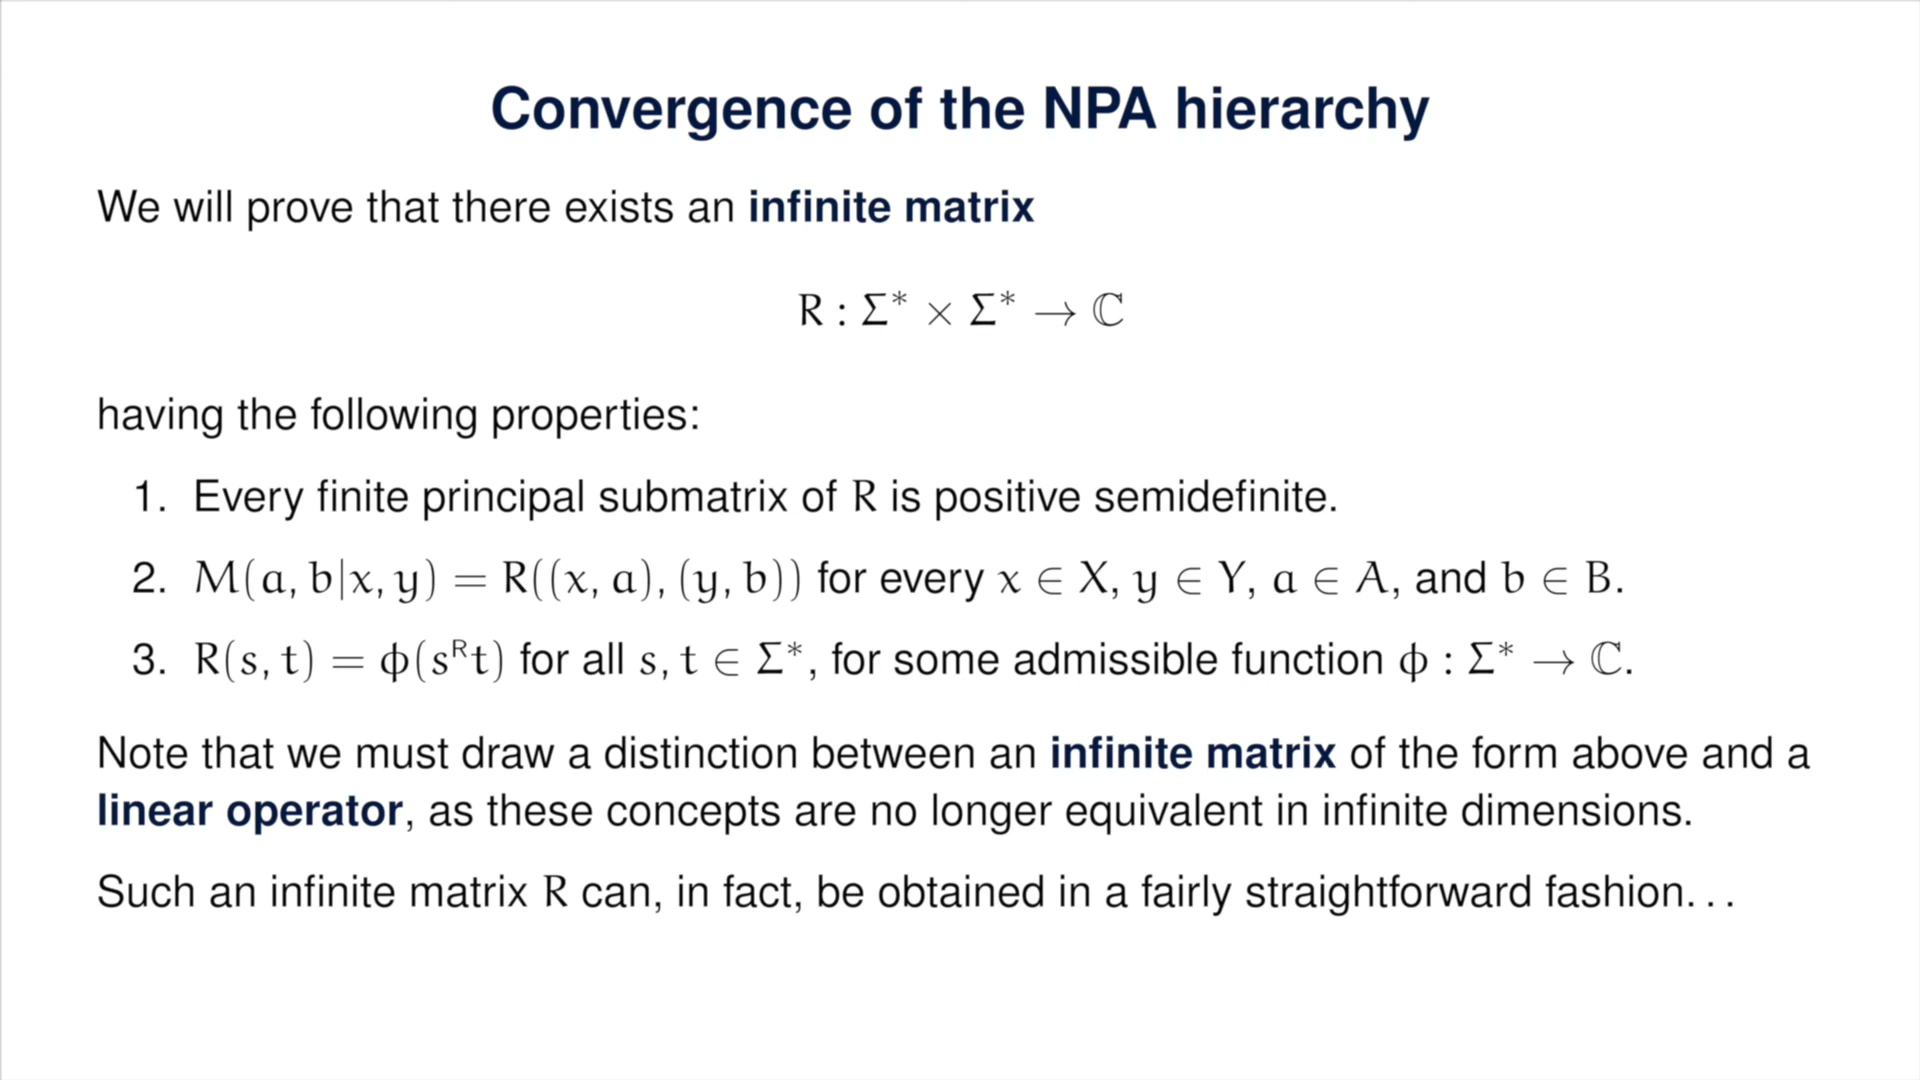 Convergence of the NPA hierarchy
We will prove that there exists an infinite matrix
R : Σ* × Σ* → ℂ
having the following properties:
1. Every finite principal submatrix of R is positive semidefinite.
2. M(a, b|x, y) = R((x, a), (y, b)) for every x ∈ X, y ∈ Y, a ∈ A, and b ∈ B.
3. R(s, t) = ϕ(sᴿt) for all s, t ∈ Σ*, for some admissible function ϕ : Σ* → ℂ.
Note that we must draw a distinction between an infinite matrix of the form above and a
linear operator, as these concepts are no longer equivalent in infinite dimensions.
Such an infinite matrix R can, in fact, be obtained in a fairly straightforward fashion...